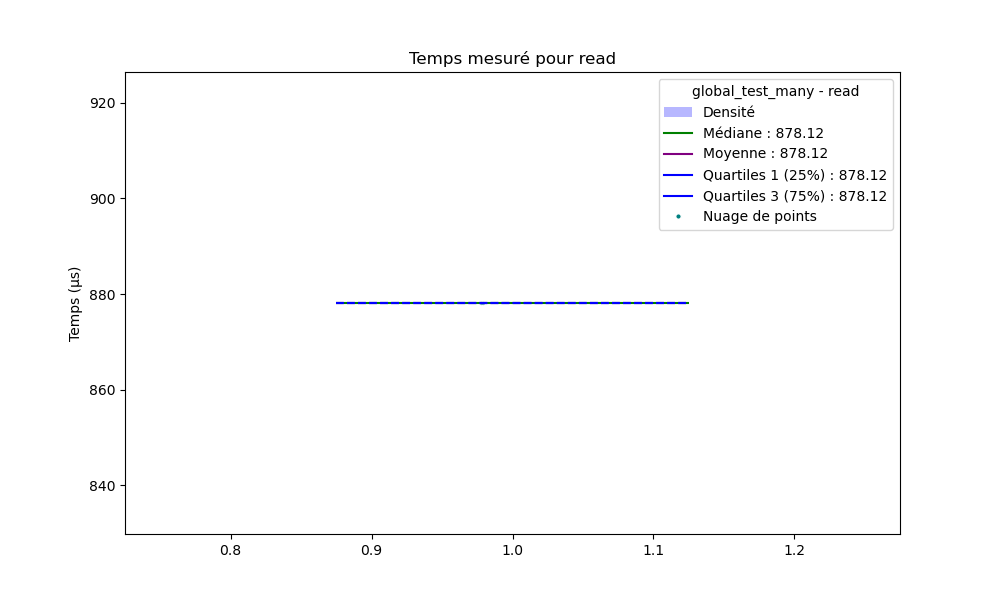 Temps mesuré pour read
global_test_many - read
Densité
Médiane : 878.12
Moyenne : 878.12
Quartiles 1 (25%) : 878.12
Quartiles 3 (75%) : 878.12
Nuage de points
Temps (µs)
920
900
880
860
840
0.8
0.9
1.0
1.1
1.2